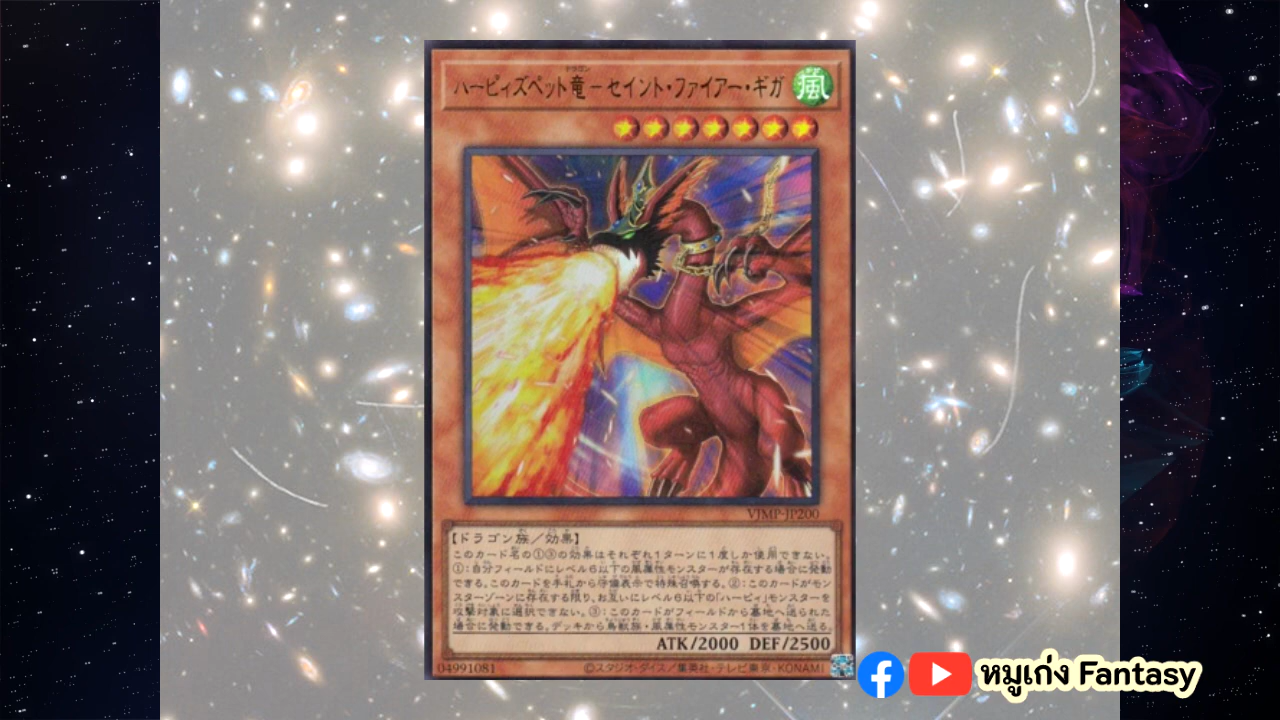 ドラゴン
ハーピィズペット竜－セイント・ファイアー・ギガ
風
VJMP-JP200
【ドラゴン族／効果】
このカード名の①③の効果はそれぞれ１ターンに１度しか使用できない。
①：自分フィールドにレベル６以下の風属性モンスターが存在する場合に発動
できる。このカードを手札から守備表示で特殊召喚する。②：このカードがモン
スターゾーンに存在する限り、お互いにレベル６以下の「ハーピィ」モンスターを
攻撃対象に選択できない。③：このカードがフィールドから墓地へ送られた
場合に発動できる。デッキから鳥獣族・風属性モンスター１体を墓地へ送る。
ATK/2000 DEF/2500
04991081
©スタジオ・ダイス／集英社・テレビ東京・KONAMI
หมูเก่ง Fantasy